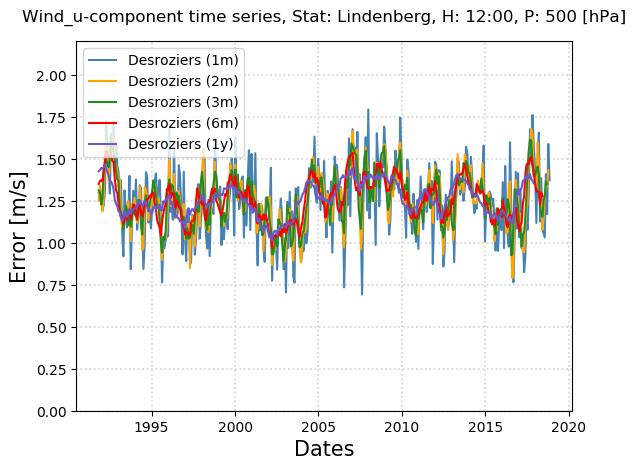 Wind_u-component time series, Stat: Lindenberg, H: 12:00, P: 500 [hPa]
Desroziers (1m)
Desroziers (2m)
Desroziers (3m)
Desroziers (6m)
Desroziers (1y)
Error [m/s]
2.00
1.75
1.50
1.25
1.00
0.75
0.50
0.25
0.00
1995 2000 2005 2010 2015 2020
Dates